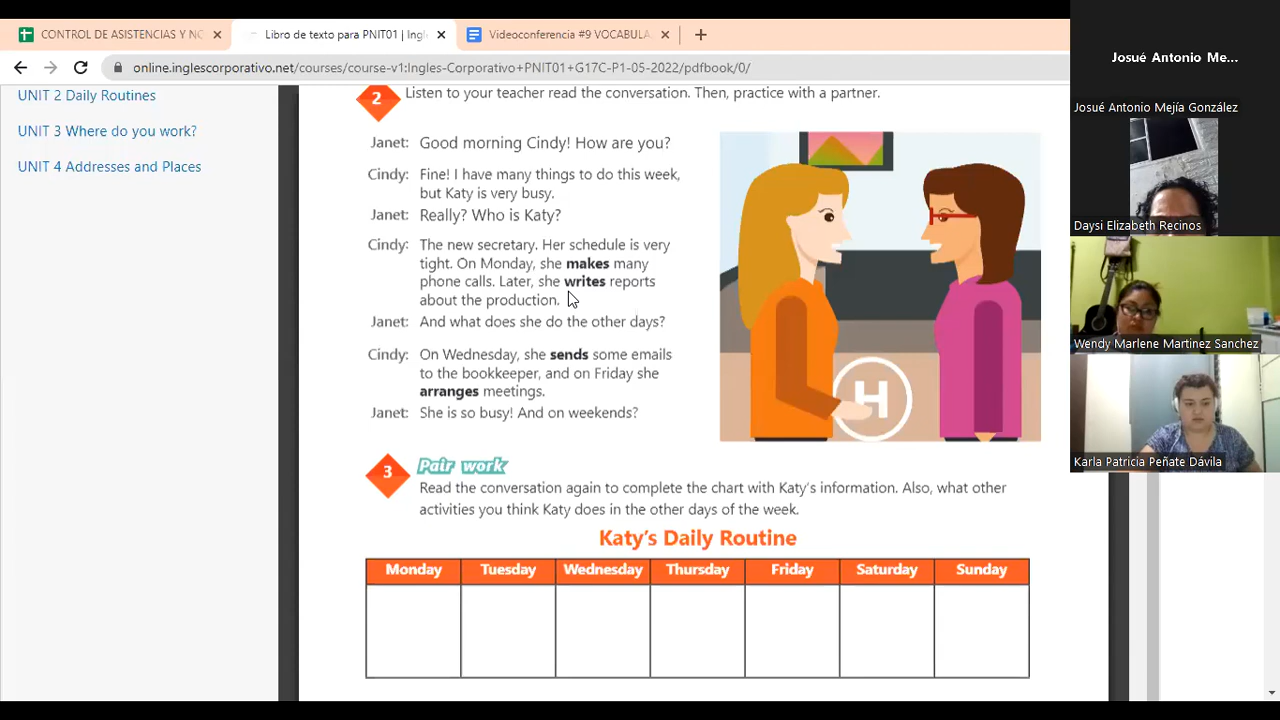 CONTROL DE ASISTENCIAS Y NO
Libro de texto para PNIT01 | Ingl
Videoconferencia #9 VOCABULA
online.inglescorporativo.net/courses/course-v1:Ingles-Corporativo+PNIT01+G17C-P1-05-2022/pdfbook/0/
UNIT 2 Daily Routines
UNIT 3 Where do you work?
UNIT 4 Addresses and Places
2 Listen to your teacher read the conversation. Then, practice with a partner.
Janet: Good morning Cindy! How are you?
Cindy: Fine! I have many things to do this week,
but Katy is very busy.
Janet: Really? Who is Katy?
Cindy: The new secretary. Her schedule is very
tight. On Monday, she makes many
phone calls. Later, she writes reports
about the production.
Janet: And what does she do the other days?
Cindy: On Wednesday, she sends some emails
to the bookkeeper, and on Friday she
arranges meetings.
Janet: She is so busy! And on weekends?
H
3 Pair work
Read the conversation again to complete the chart with Katy's information. Also, what other
activities you think Katy does in the other days of the week.
Katy's Daily Routine
Monday Tuesday Wednesday Thursday Friday Saturday Sunday
Josué Antonio Me...
Josué Antonio Mejía González
Daysi Elizabeth Recinos
Wendy Marlene Martinez Sanchez
Karla Patricia Peñate Dávila